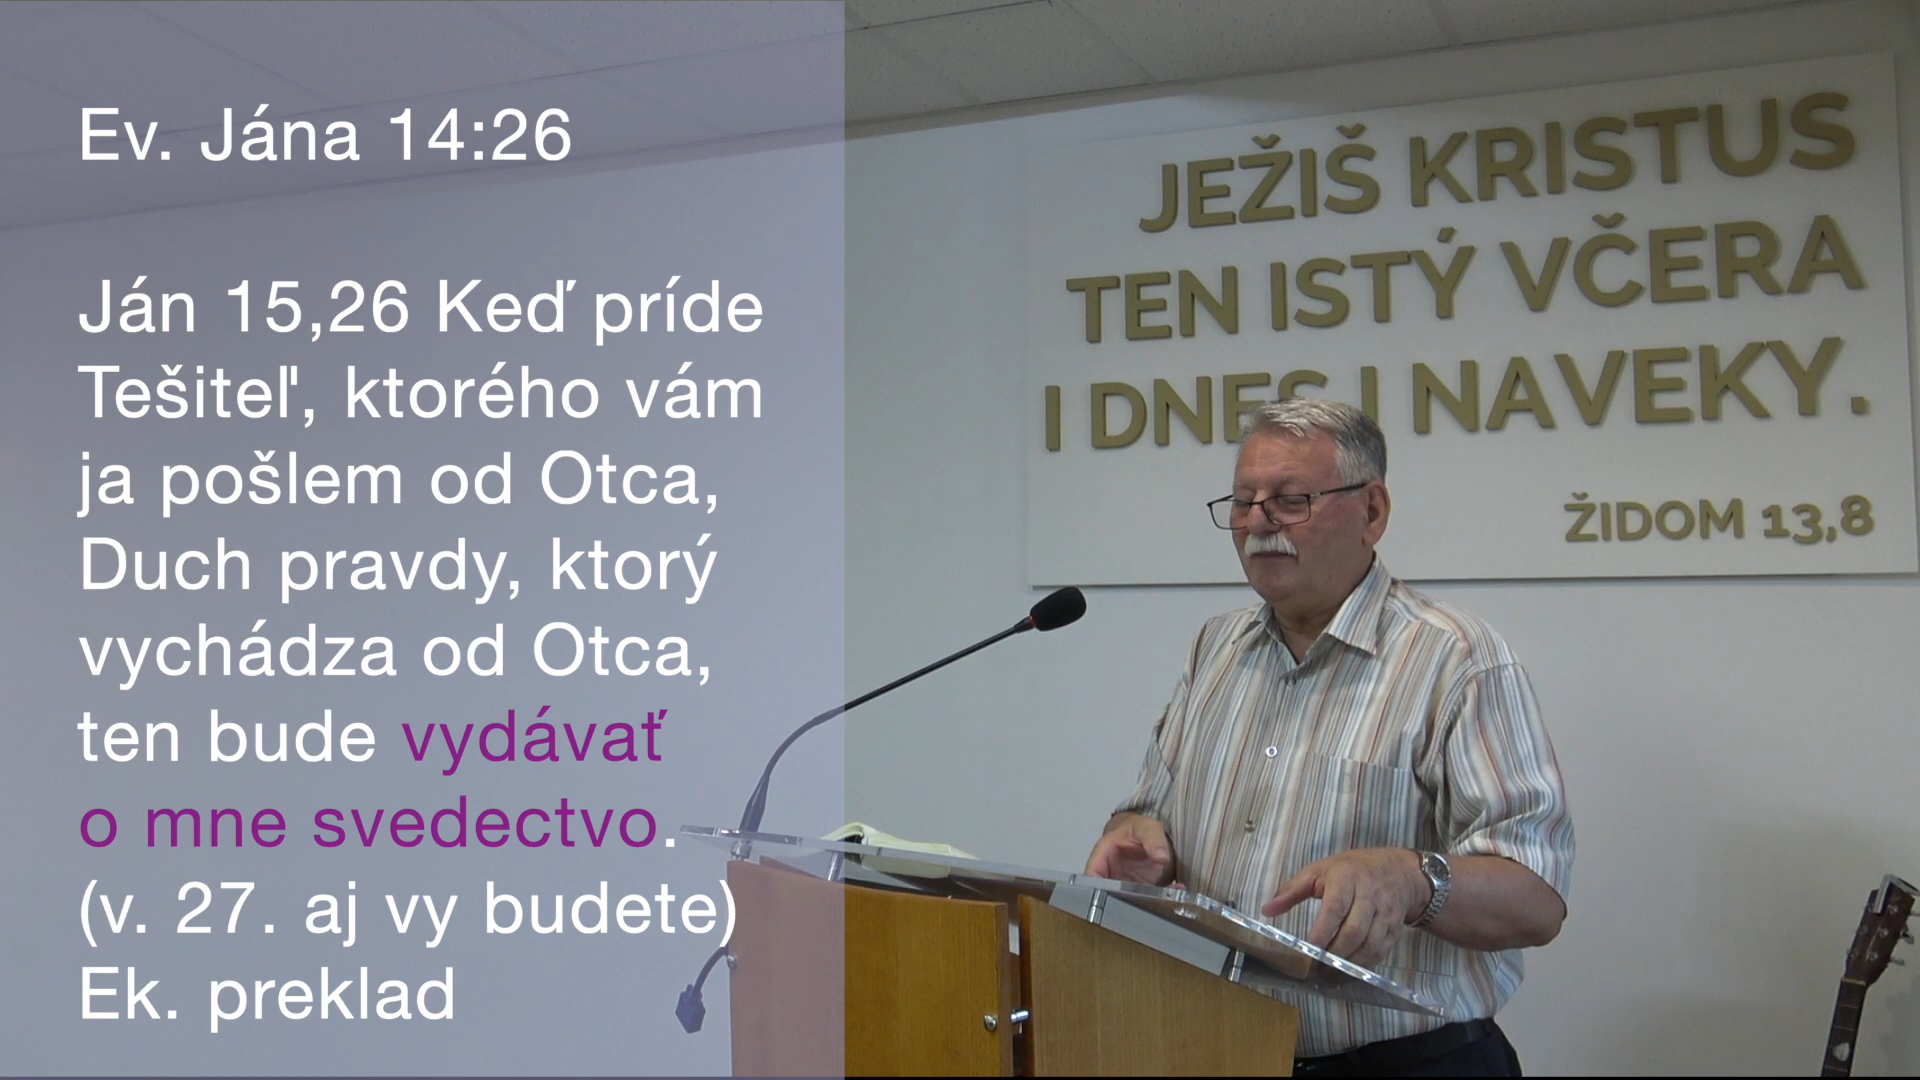 Ev. Jána 14:26
Ján 15,26 Keď príde
Tešiteľ, ktorého vám
ja pošlem od Otca,
Duch pravdy, ktorý
vychádza od Otca,
ten bude vydávať
o mne svedectvo.
(v. 27. aj vy budete)
Ek. preklad
JEŽIŠ KRISTUS
TEN ISTÝ VČERA
I DNES I NAVEKY.
ŽIDOM 13,8